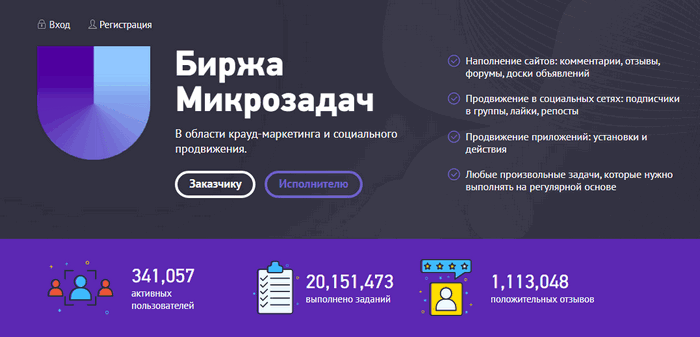 Вход
Регистрация
Биржа
Микрозадач
В области крауд-маркетинга и социального
продвижения.
Заказчику
Исполнителю
Наполнение сайтов: комментарии, отзывы,
форумы, доски объявлений
Продвижение в социальных сетях: подписчики
в группы, лайки, репосты
Продвижение приложений: установки и
действия
Любые произвольные задачи, которые нужно
выполнять на регулярной основе
341,057
активных
пользователей
20,151,473
выполнено заданий
1,113,048
положительных отзывов